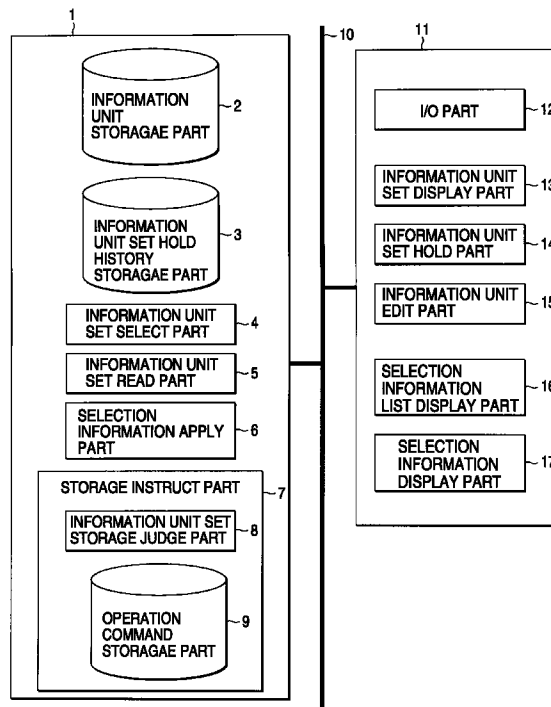 1
INFORMATION
UNIT
STORAGAE PART
2
INFORMATION
UNIT SET HOLD
HISTORY
STORAGAE PART
3
INFORMATION UNIT
SET SELECT PART
4
INFORMATION UNIT
SET READ PART
5
SELECTION
INFORMATION APPLY
PART
6
STORAGE INSTRUCT PART
7
INFORMATION UNIT SET
STORAGE JUDGE PART
8
OPERATION
COMMAND
STORAGAE PART
9
10
11
I/O PART
12
INFORMATION UNIT
SET DISPLAY PART
13
INFORMATION UNIT
SET HOLD PART
14
INFORMATION UNIT
EDIT PART
15
SELECTION
INFORMATION
LIST DISPLAY PART
16
SELECTION
INFORMATION
DISPLAY PART
17